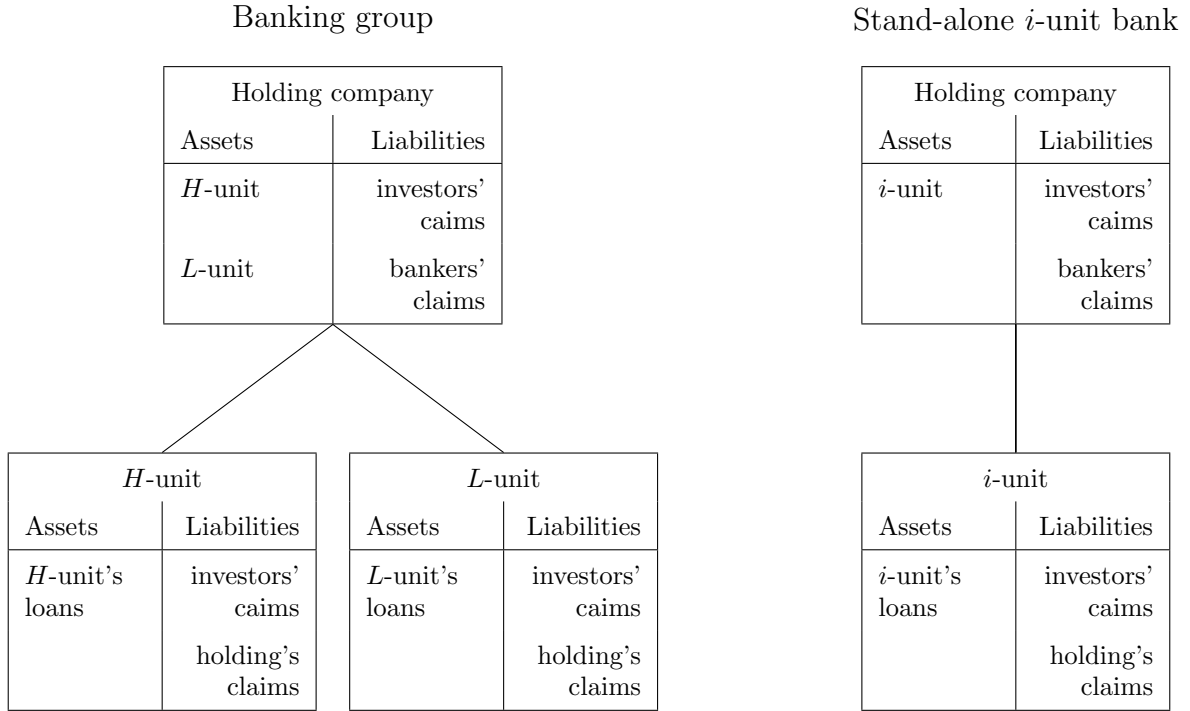 Banking group
Stand-alone i-unit bank
Holding company
Assets Liabilities
H-unit investors'
caims
L-unit bankers'
claims
Holding company
Assets Liabilities
i-unit investors'
caims
bankers'
claims
H-unit
Assets Liabilities
H-unit's investors'
loans caims
holding's
claims
L-unit
Assets Liabilities
L-unit's investors'
loans caims
holding's
claims
i-unit
Assets Liabilities
i-unit's investors'
loans caims
holding's
claims